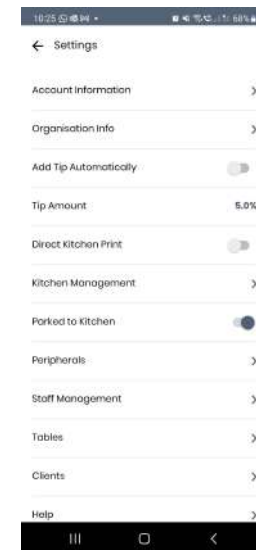 10:25
Settings
Account Information
Organisation Info
Add Tip Automatically
Tip Amount 5.0%
Direct Kitchen Print
Kitchen Management
Parked to Kitchen
Peripherals
Staff Management
Tables
Clients
Help